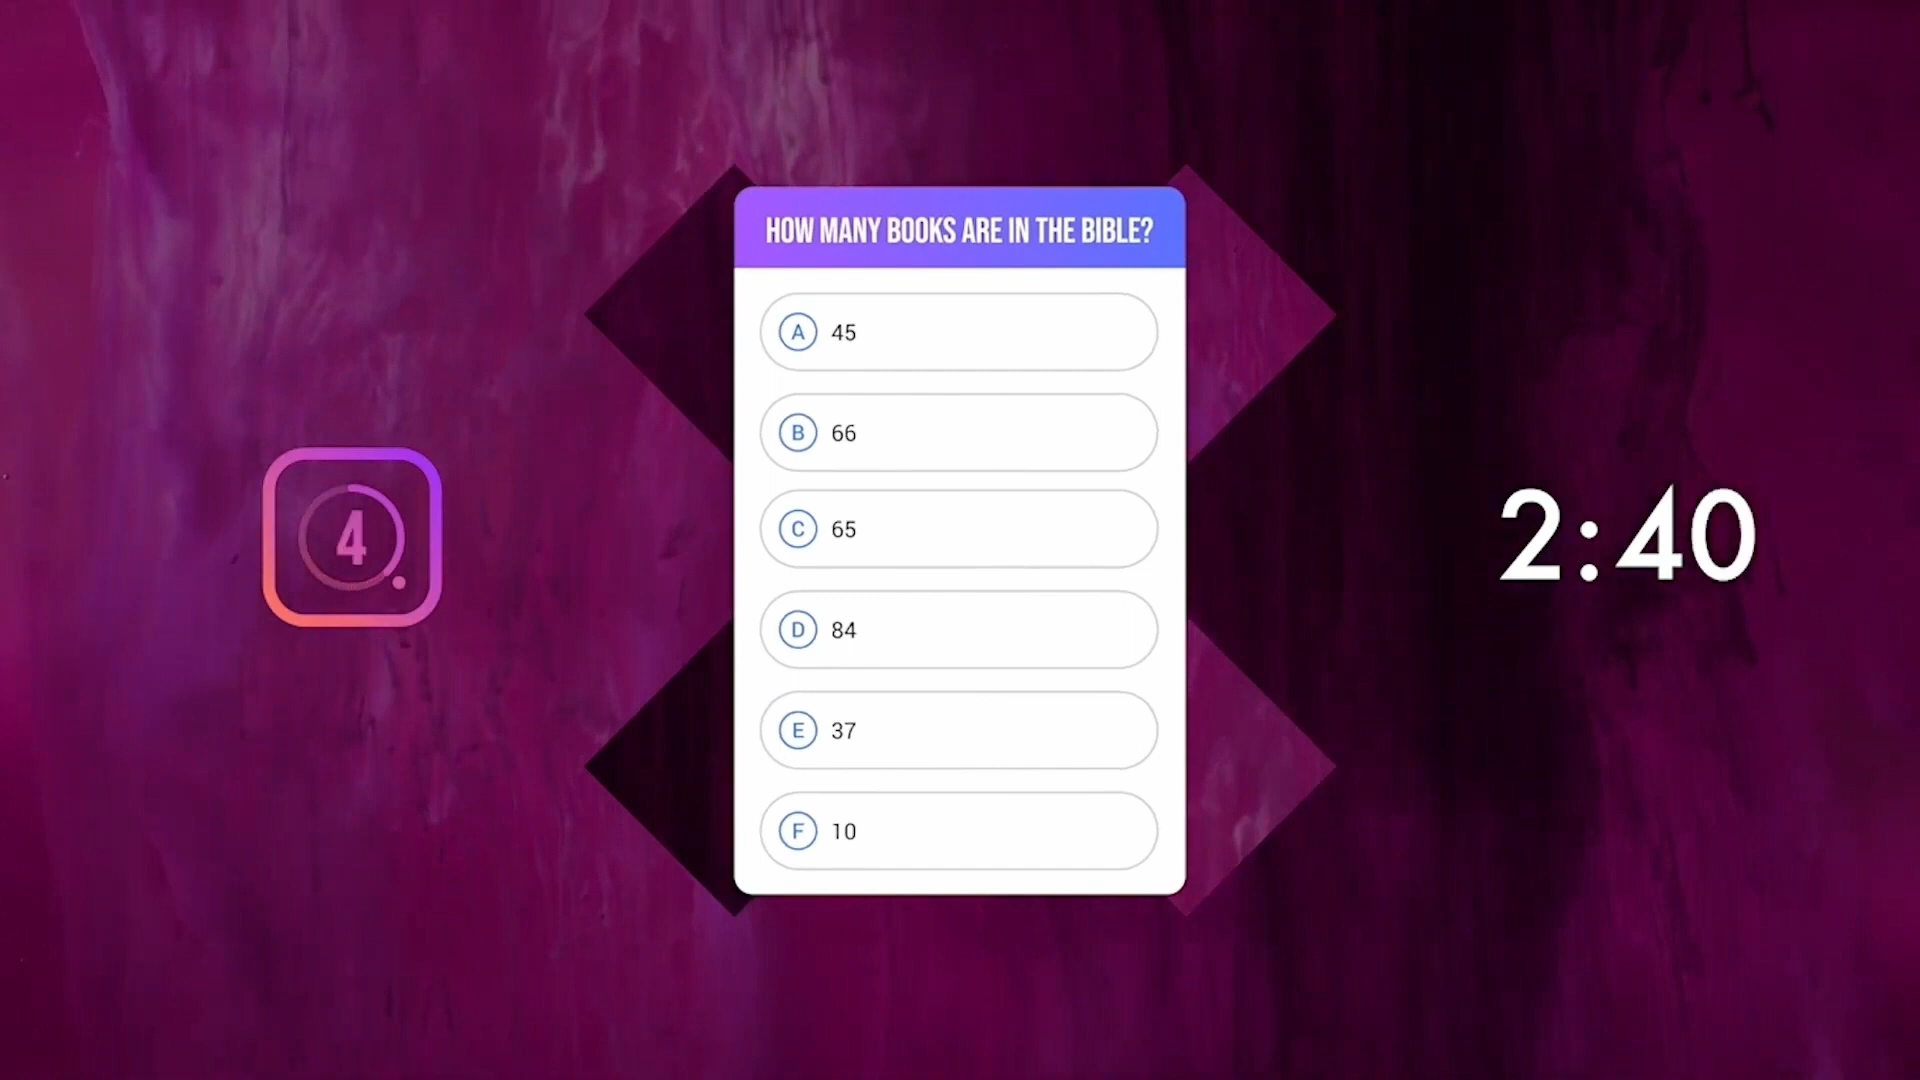 HOW MANY BOOKS ARE IN THE BIBLE?
A 45
B 66
C 65
D 84
E 37
F 10
4
2:40